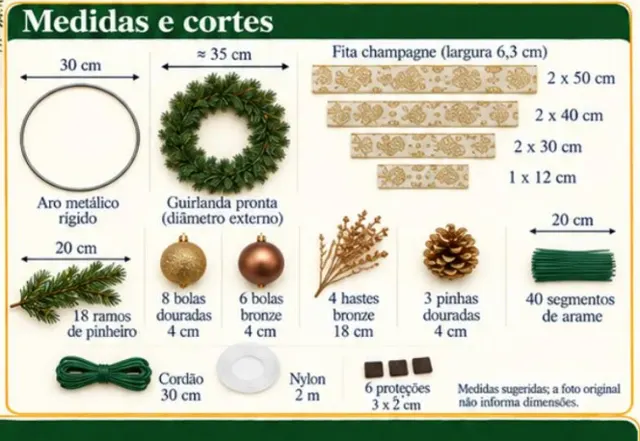 Medidas e cortes
30 cm
≈ 35 cm
Fita champagne (largura 6,3 cm)
2 x 50 cm
2 x 40 cm
2 x 30 cm
1 x 12 cm
Aro metálico
rígido
Guirlanda pronta
(diâmetro externo)
20 cm
18 ramos
de pinheiro
8 bolas
douradas
4 cm
6 bolas
bronze
4 cm
4 hastes
bronze
18 cm
3 pinhas
douradas
4 cm
20 cm
40 segmentos
de arame
Cordão
30 cm
Nylon
2 m
6 proteções
3 x 2 cm
Medidas sugeridas; a foto original
não informa dimensões.